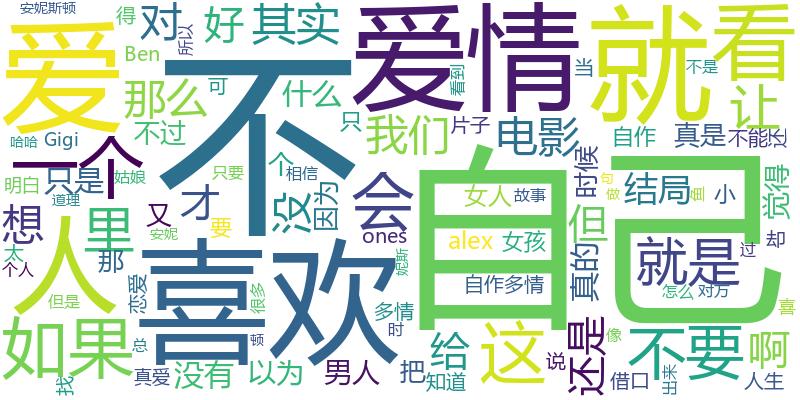 安妮斯顿
得
对
好
其实
所以
爱
不
爱情
就
看
Ben
那么
可
什么
看到
当
不是
让
哈哈
Gigi
不过
只
我们
片子
电影
自作
真是
不能
一个
明白
只是
姑娘
个
相信
只要
句
做
道理
才
没
因为
会
女人
故事
时候
结局
小
觉得
想
人
里
又
安妮
要
ones
alex
女孩
但
自己
就是
过
却
太
个人
那
喜欢
妮斯
自作多情
真的
怎么
对方
但是
恋爱
很多
多情
时
喜
如果
总
顿
给
这
还是
像
不要
啊
找
真爱
没有
以为
男人
把
知道
说
借口
出来
人生